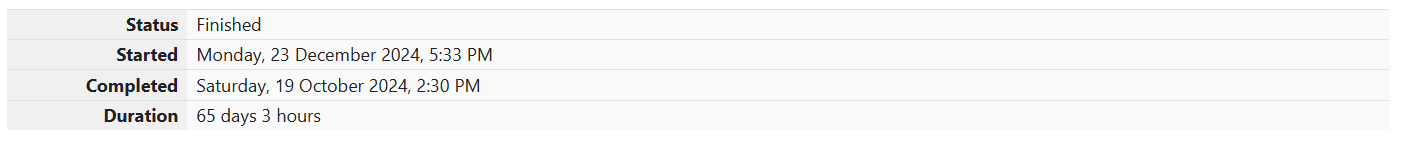 Status Finished
Started Monday, 23 December 2024, 5:33 PM
Completed Saturday, 19 October 2024, 2:30 PM
Duration 65 days 3 hours